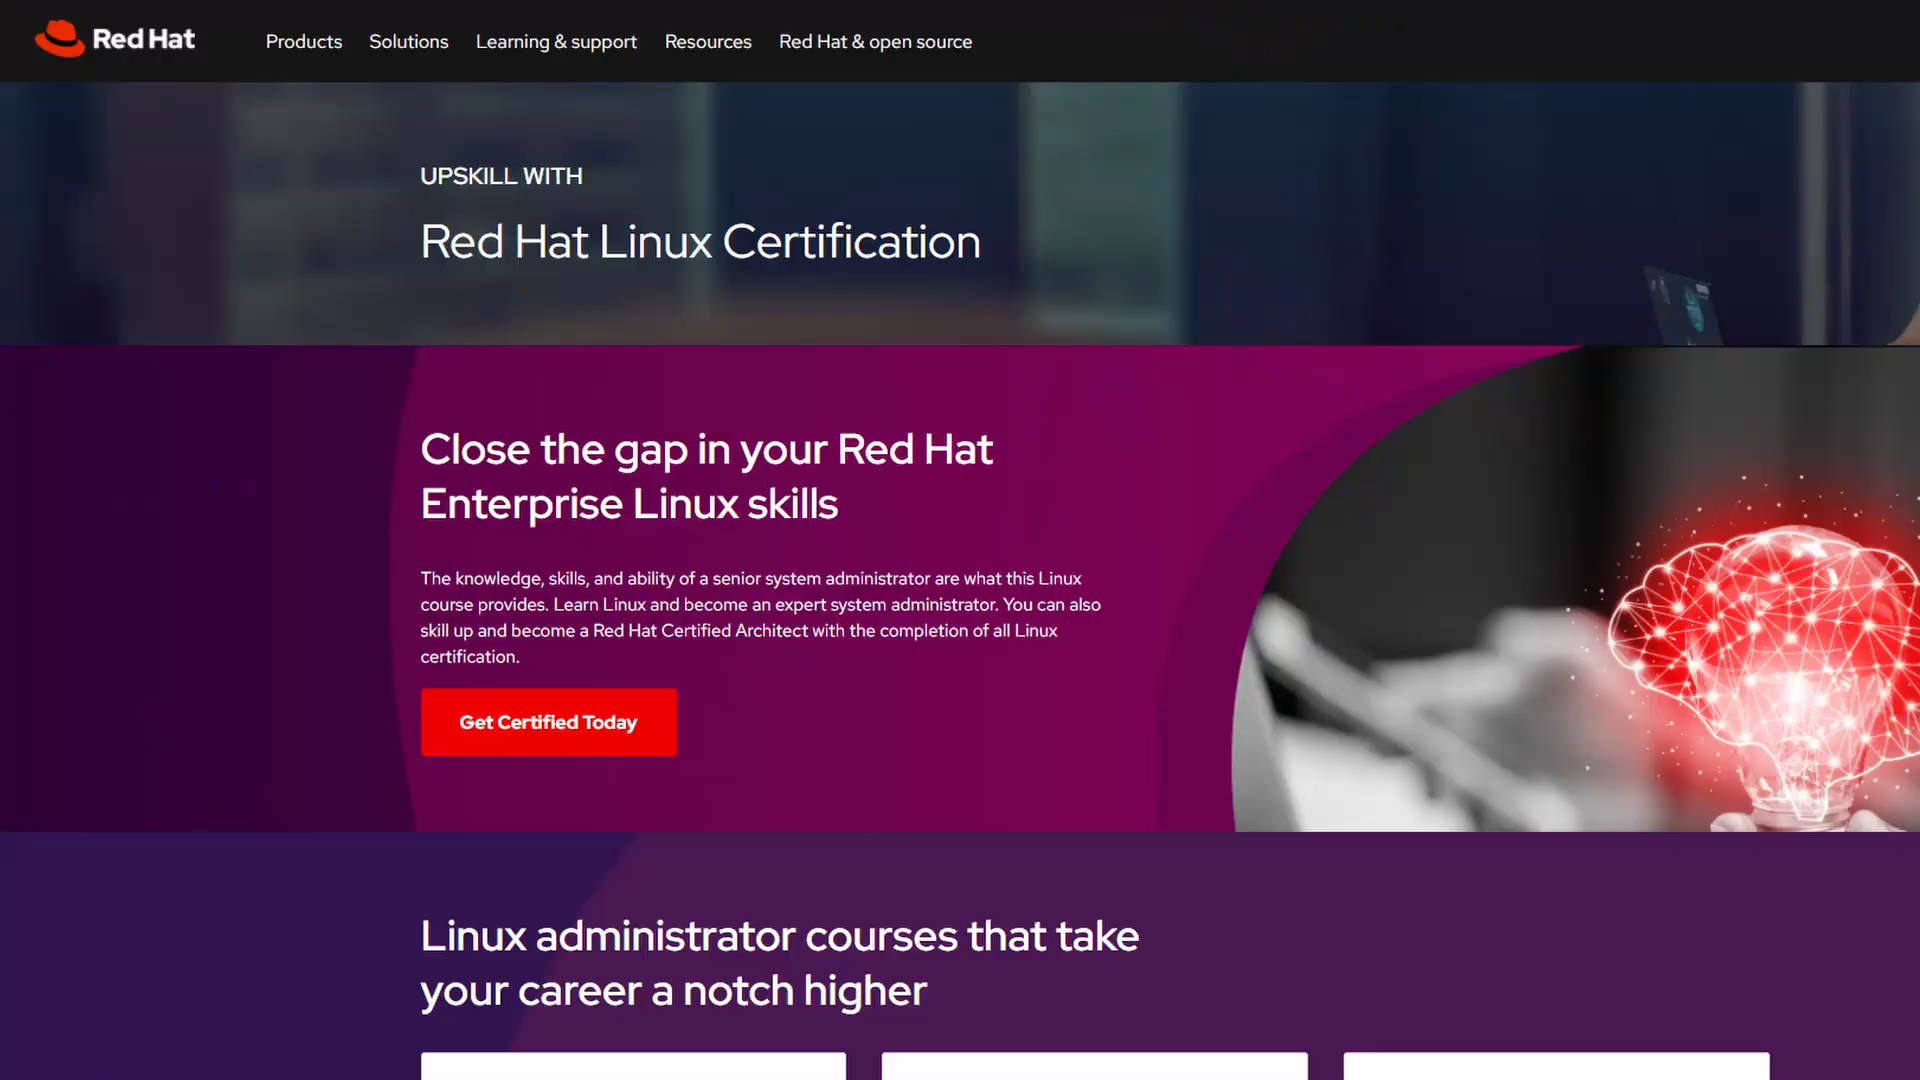 Red Hat
Products Solutions Learning & support Resources Red Hat & open source
UPSKILL WITH
Red Hat Linux Certification
Close the gap in your Red Hat
Enterprise Linux skills
The knowledge, skills, and ability of a senior system administrator are what this Linux
course provides. Learn Linux and become an expert system administrator. You can also
skill up and become a Red Hat Certified Architect with the completion of all Linux
certification.
Get Certified Today
Linux administrator courses that take
your career a notch higher